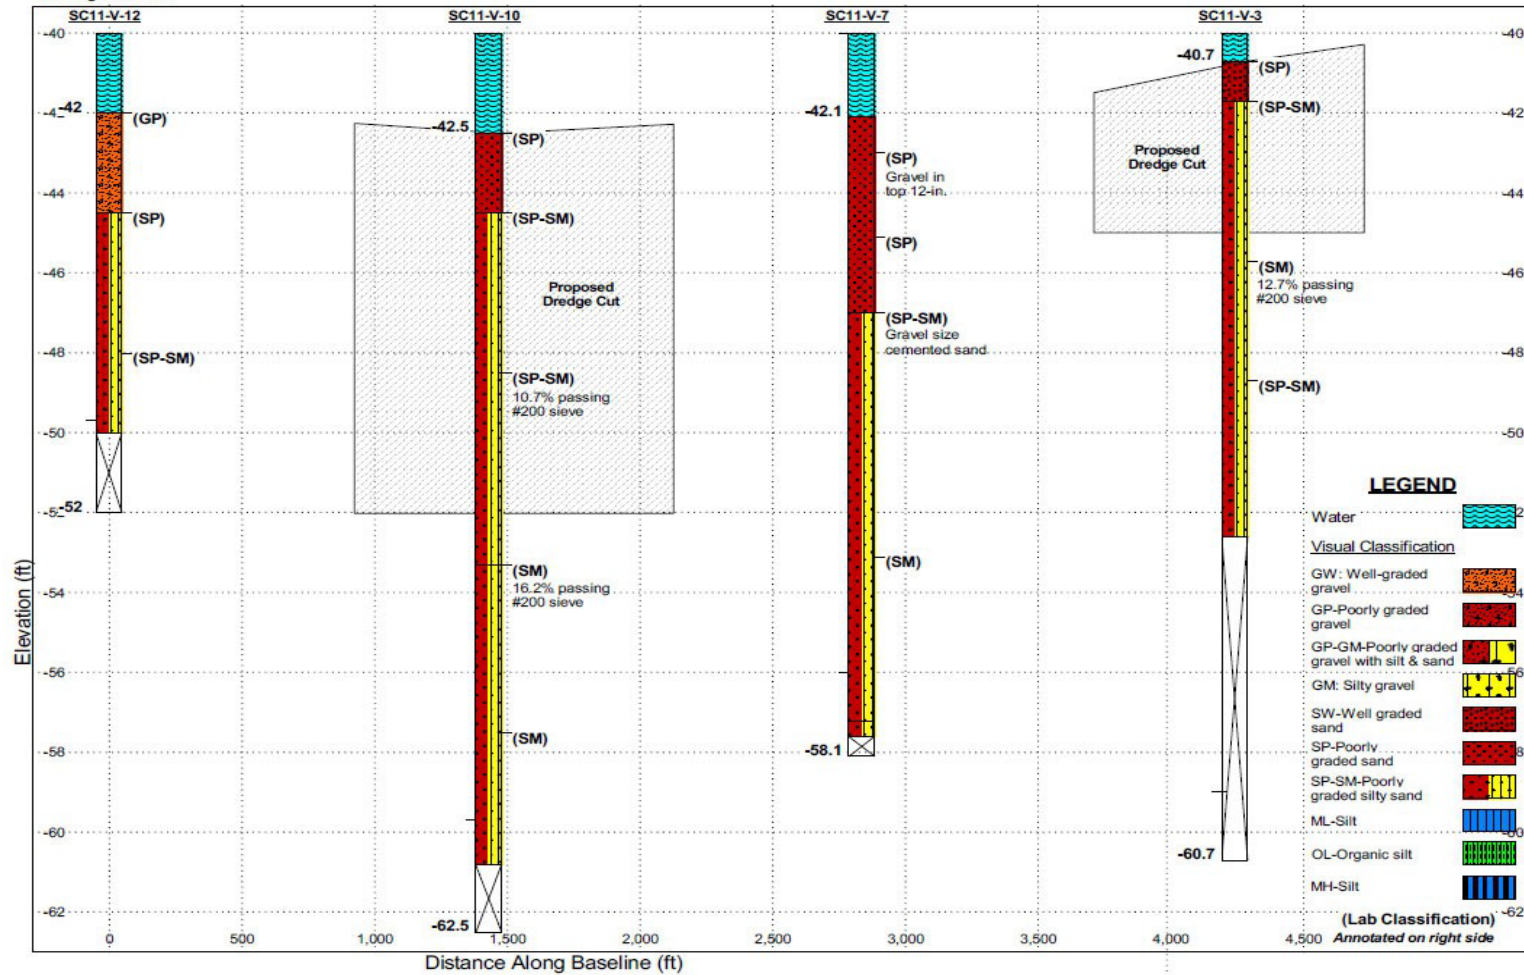 SC11-V-12 SC11-V-10 SC11-V-7 SC11-V-3
-40
-42
-44
-46
-48
-50
-52
-54
-56
-58
-60
-62
Elevation (ft)
-42
(GP)
(SP)
(SP-SM)
-52
-42.5
(SP)
(SP-SM)
Proposed
Dredge Cut
(SP-SM)
10.7% passing
#200 sieve
(SM)
16.2% passing
#200 sieve
(SM)
-62.5
-42.1
(SP)
Gravel in
top 12-in.
(SP)
(SP-SM)
Gravel size
cemented sand
(SM)
-58.1
-40.7
(SP)
(SP-SM)
Proposed
Dredge Cut
(SM)
12.7% passing
#200 sieve
(SP-SM)
-60.7
-40
-42
-44
-46
-48
-50
LEGEND
Water
Visual Classification
GW: Well-graded
gravel
GP-Poorly graded
gravel
GP-GM-Poorly graded
gravel with silt & sand
GM: Silty gravel
SW-Well graded
sand
SP-Poorly
graded sand
SP-SM-Poorly
graded silty sand
ML-Silt
OL-Organic silt
MH-Silt
(Lab Classification)
Annotated on right side
-62
0 500 1,000 1,500 2,000 2,500 3,000 3,500 4,000 4,500
Distance Along Baseline (ft)